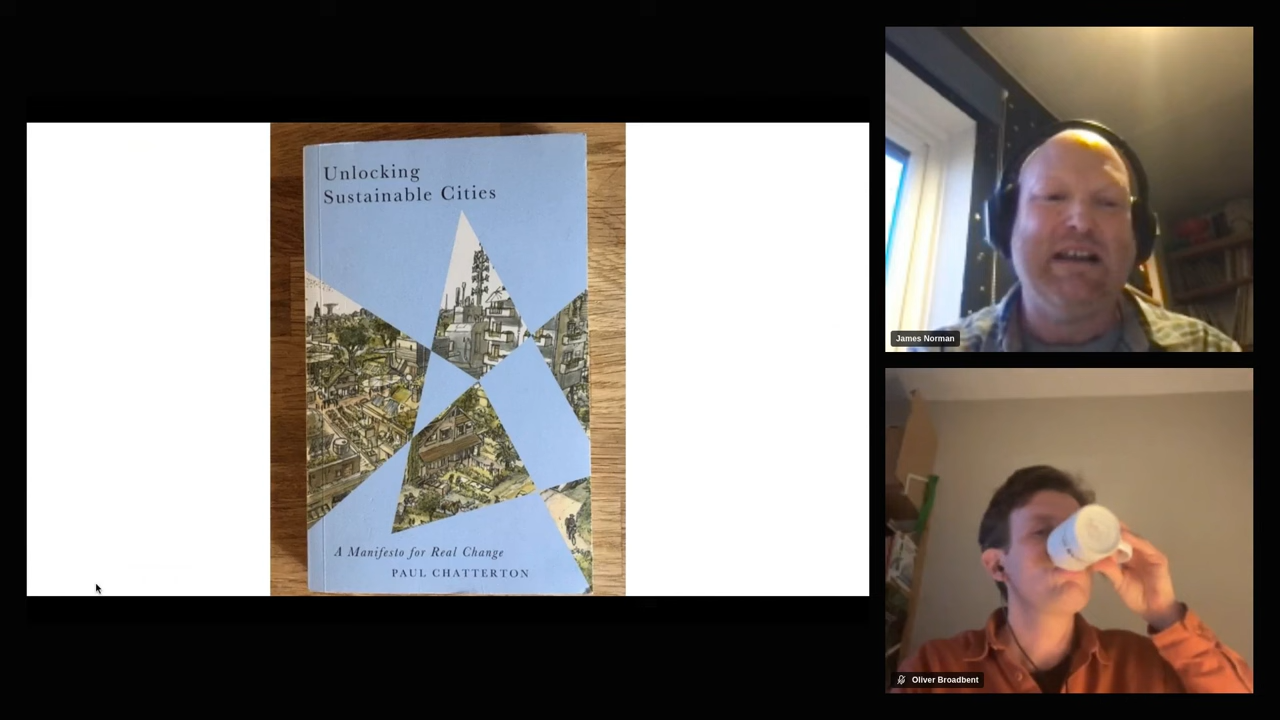 Unlocking
Sustainable Cities
A Manifesto for Real Change
PAUL CHATTERTON
James Norman
Oliver Broadbent